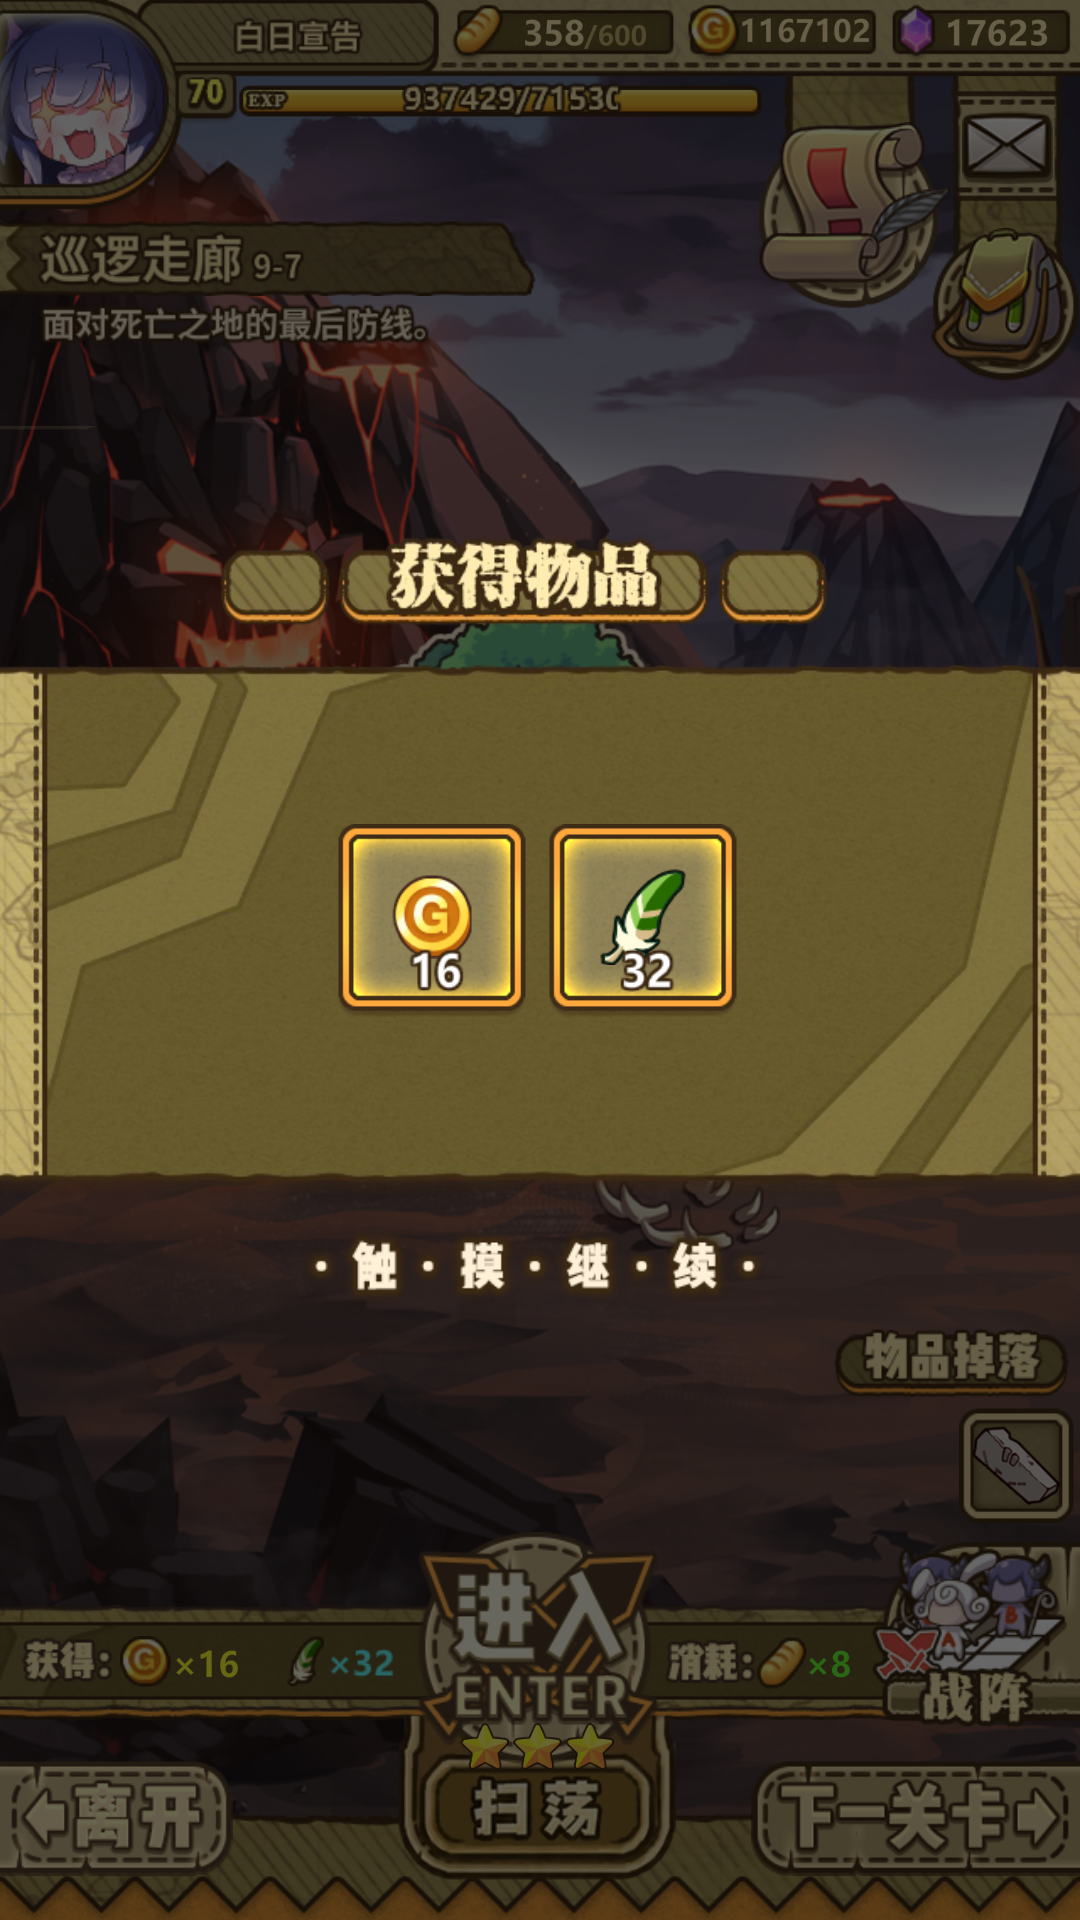 白日宣告
358/600
G 1167102
17623
70
EXP 937429/71530
巡逻走廊 9-7
面对死亡之地的最后防线。
获得物品
G
16
32
·触·摸·继·续·
物品掉落
获得: G ×16 ×32
进入
ENTER
消耗: ×8
A
B
战阵
离开
扫荡
下一关卡